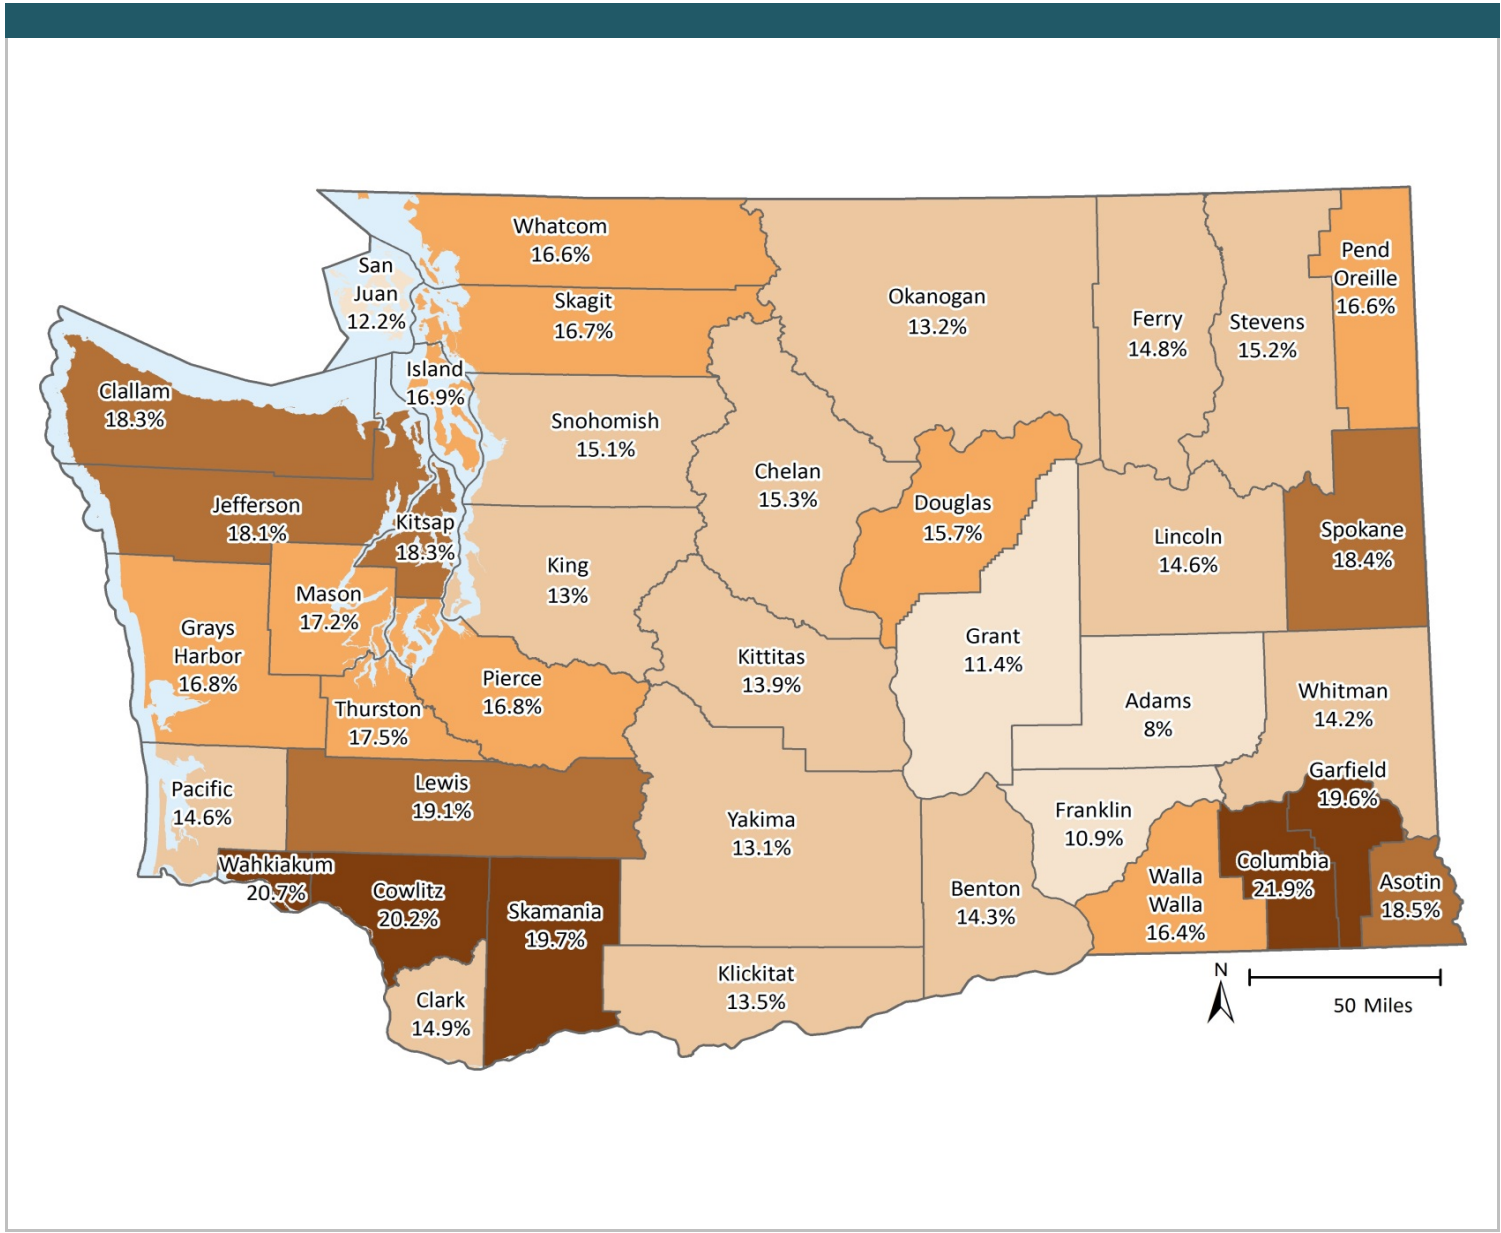 Whatcom
16.6%
San
Juan
12.2%
Skagit
16.7%
Okanogan
13.2%
Ferry
14.8%
Stevens
15.2%
Pend
Oreille
16.6%
Clallam
18.3%
Island
16.9%
Snohomish
15.1%
Chelan
15.3%
Douglas
15.7%
Jefferson
18.1%
Kitsap
18.3%
Lincoln
14.6%
Spokane
18.4%
King
13%
Mason
17.2%
Grays
Harbor
16.8%
Grant
11.4%
Kittitas
13.9%
Pierce
16.8%
Thurston
17.5%
Adams
8%
Whitman
14.2%
Garfield
19.6%
Pacific
14.6%
Lewis
19.1%
Yakima
13.1%
Franklin
10.9%
Wahkiakum
20.7%
Cowlitz
20.2%
Skamania
19.7%
Benton
14.3%
Walla
Walla
16.4%
Columbia
21.9%
Asotin
18.5%
Clark
14.9%
Klickitat
13.5%
N
50 Miles